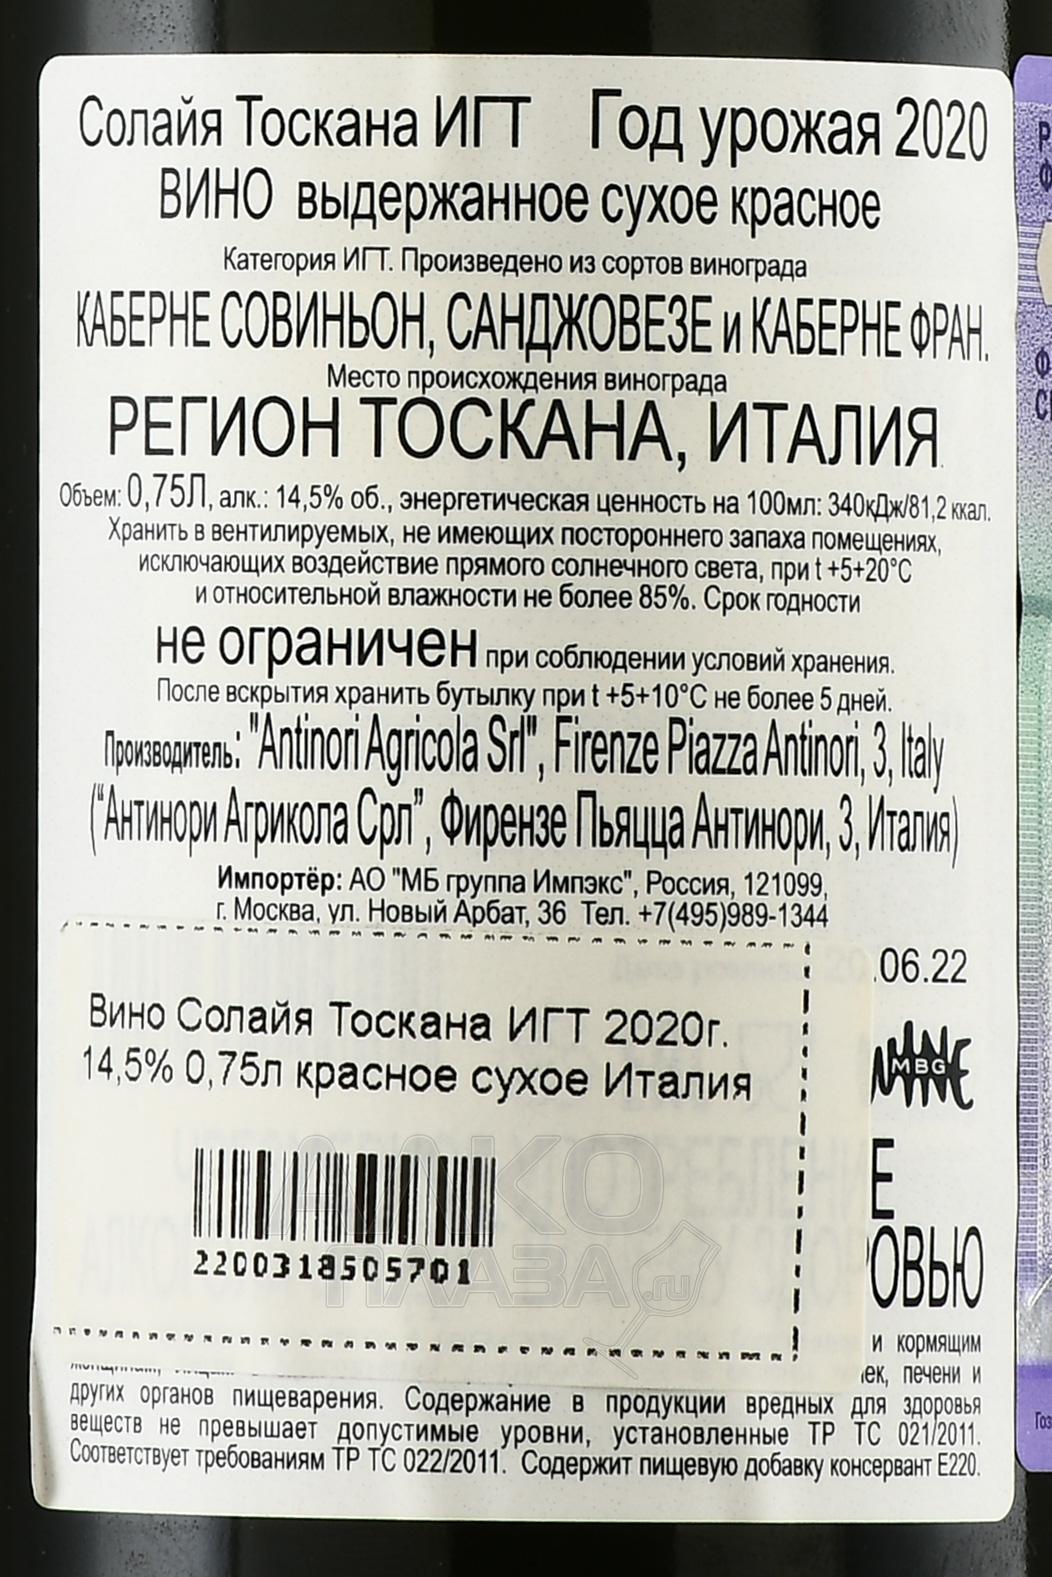 Солайя Тоскана ИГТ Год урожая 2020
ВИНО выдержанное сухое красное
Категория ИГТ. Произведено из сортов винограда
КАБЕРНЕ СОВИНЬОН, САНДЖОВЕЗЕ и КАБЕРНЕ ФРАН.
Место происхождения винограда
РЕГИОН ТОСКАНА, ИТАЛИЯ.
Объем: 0,75Л, алк.: 14,5% об., энергетическая ценность на 100мл: 340кДж/81,2 ккал.
Хранить в вентилируемых, не имеющих постороннего запаха помещениях,
исключающих воздействие прямого солнечного света, при t +5+20°С
и относительной влажности не более 85%. Срок годности
не ограничен при соблюдении условий хранения.
После вскрытия хранить бутылку при t +5+10°С не более 5 дней.
Производитель: "Antinori Agricola Srl", Firenze Piazza Antinori, 3, Italy
("Антинори Агрикола Срл", Фирензе Пьяцца Антинори, 3, Италия)
Импортёр: АО "МБ группа Импэкс", Россия, 121099,
г. Москва, ул. Новый Арбат, 36 Тел. +7(495)989-1344
.06.22
Вино Солайя Тоскана ИГТ 2020г.
14,5% 0,75л красное сухое Италия
MBG
АЛКО
ПЛАЗА .ru
2200318505701
Е
ОВЬЮ
и кормящим
печени и
других органов пищеварения. Содержание в продукции вредных для здоровья
веществ не превышает допустимые уровни, установленные ТР ТС 021/2011.
Соответствует требованиям ТР ТС 022/2011. Содержит пищевую добавку консервант Е220.